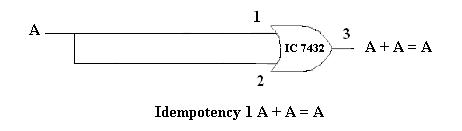 1
A
IC 7432
3
A + A = A
2
Idempotency 1 A + A = A